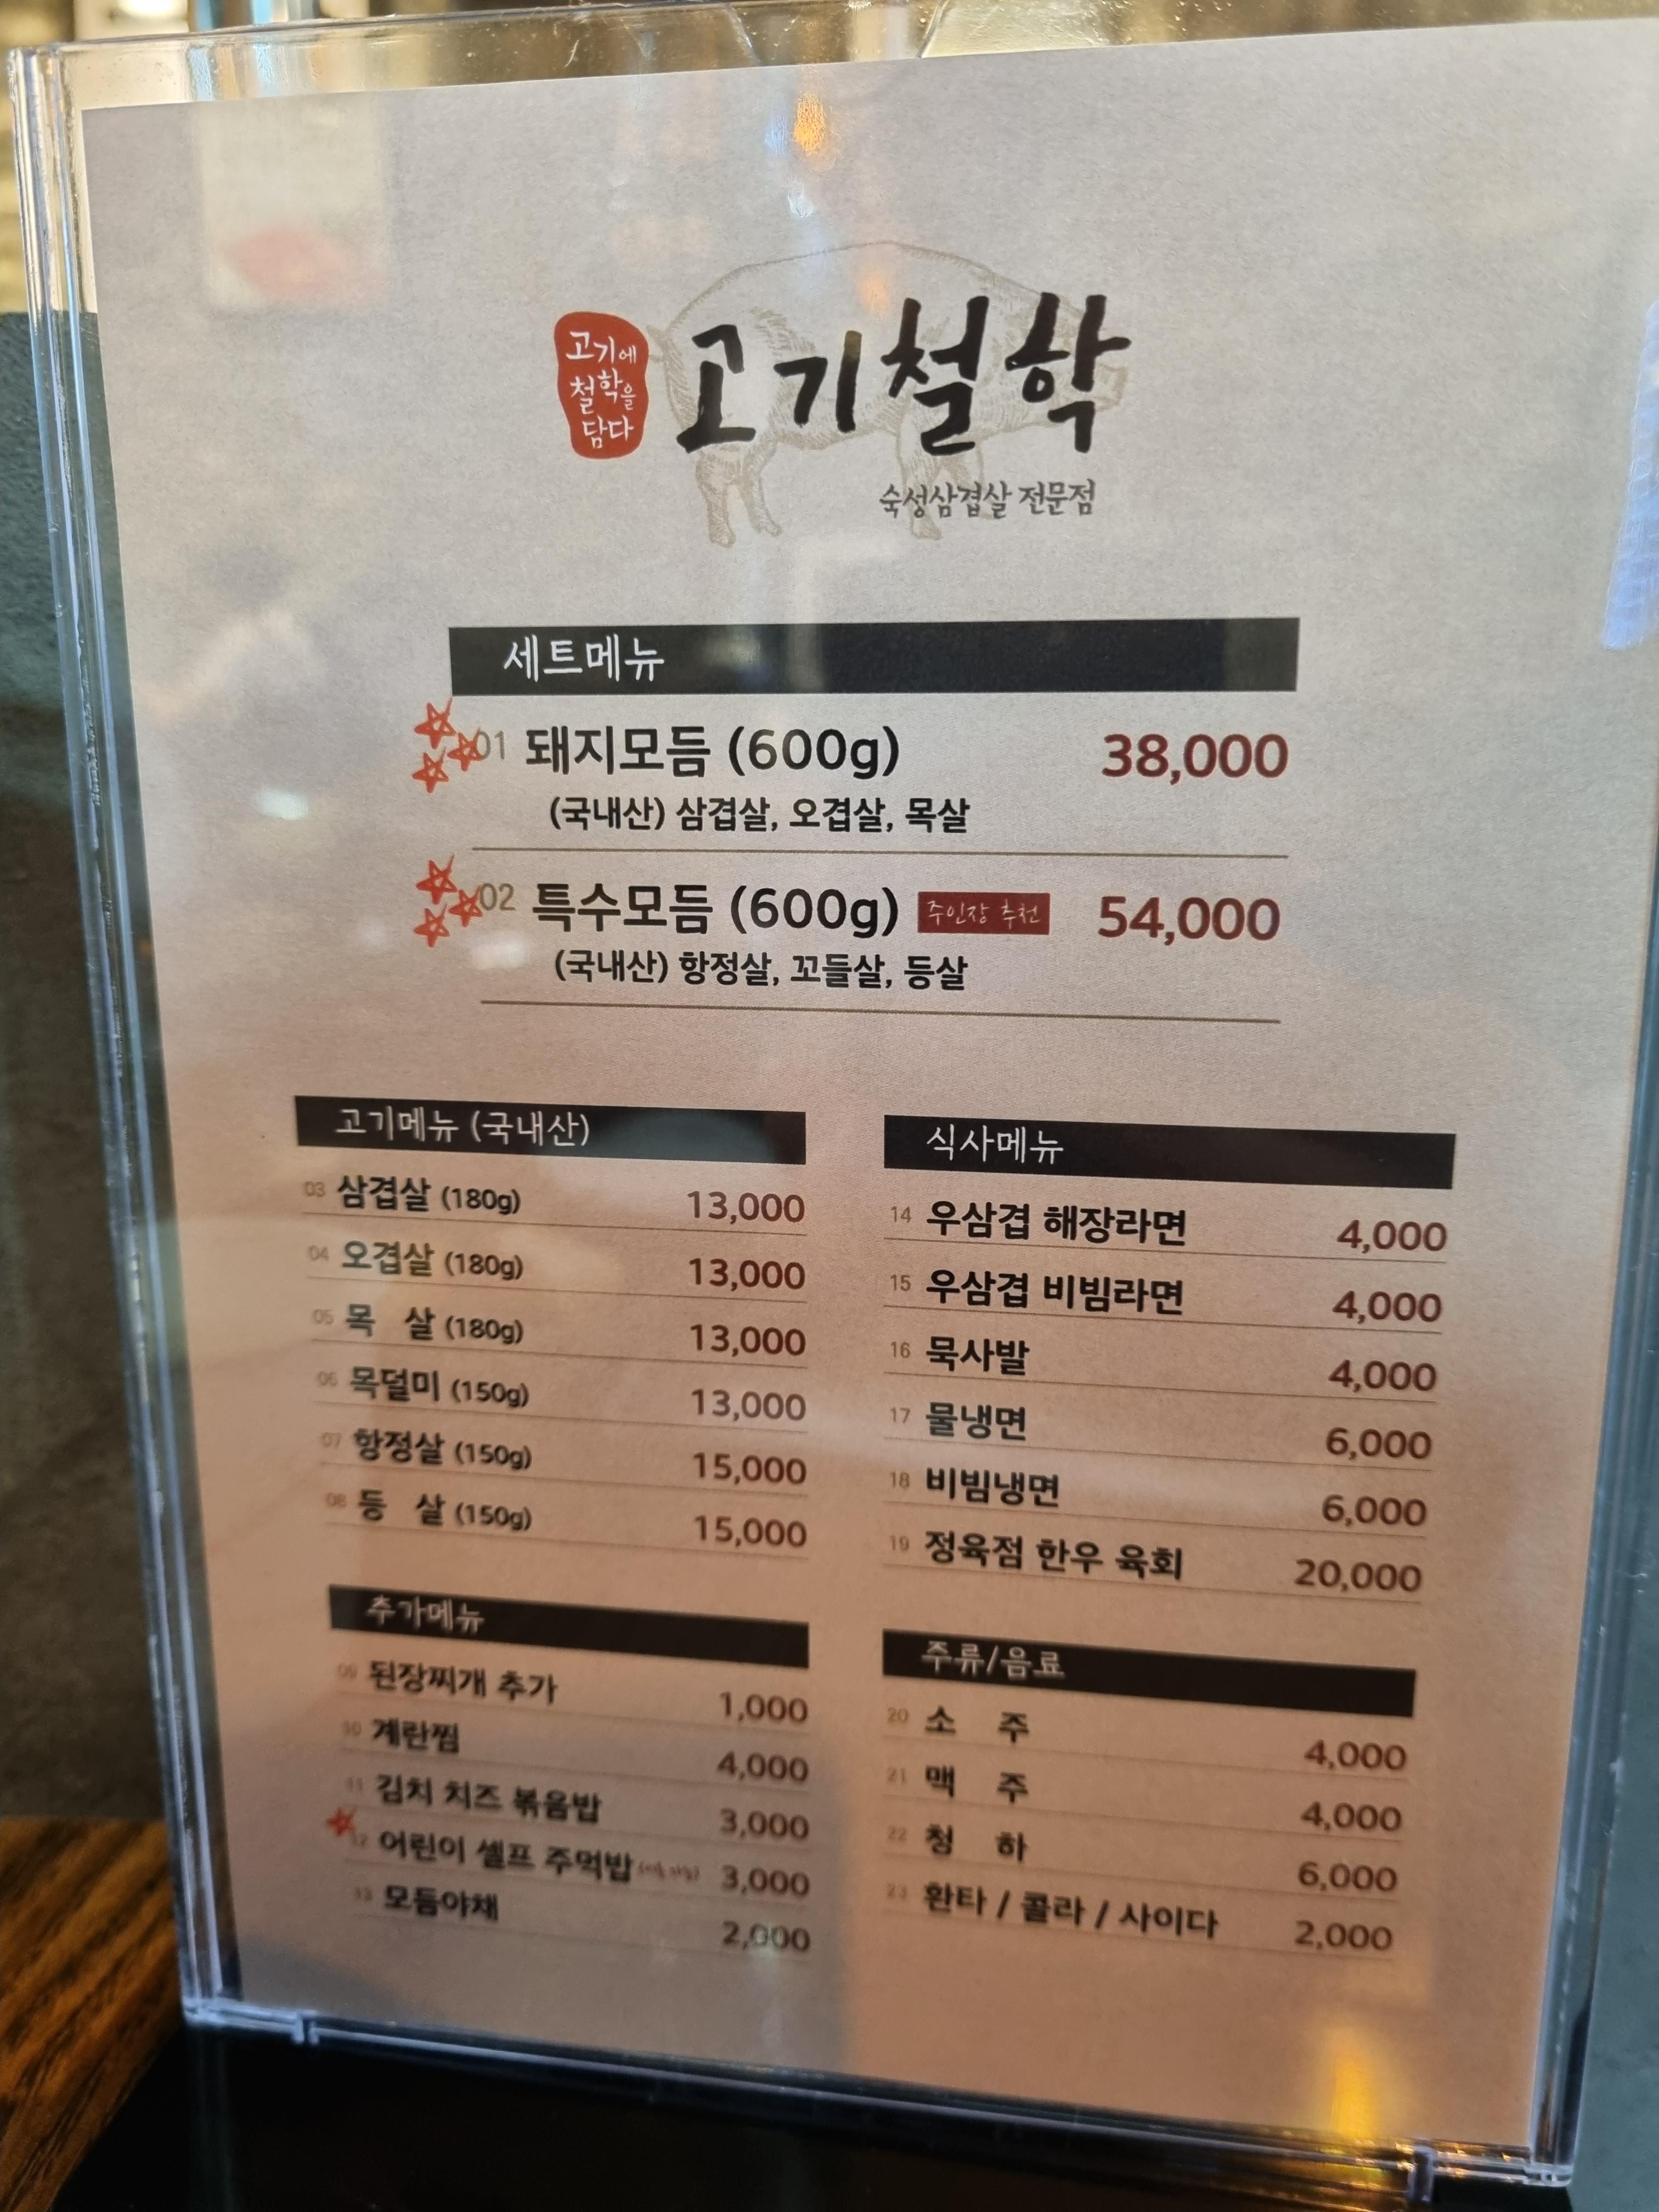 고기에
철학을
담다
고기철학
숙성삼겹살 전문점
세트메뉴
01 돼지모듬 (600g) 38,000
(국내산) 삼겹살, 오겹살, 목살
02 특수모듬 (600g) 주인장 추천 54,000
(국내산) 항정살, 꼬들살, 등살
고기메뉴 (국내산)
03 삼겹살 (180g) 13,000
04 오겹살 (180g) 13,000
05 목 살 (180g) 13,000
06 목덜미 (150g) 13,000
07 항정살 (150g) 15,000
08 등 살 (150g) 15,000
추가메뉴
09 된장찌개 추가 1,000
10 계란찜 4,000
11 김치 치즈 볶음밥 3,000
12 어린이 셀프 주먹밥 3,000
13 모듬야채 2,000
식사메뉴
14 우삼겹 해장라면 4,000
15 우삼겹 비빔라면 4,000
16 묵사발 4,000
17 물냉면 6,000
18 비빔냉면 6,000
19 정육점 한우 육회 20,000
주류/음료
20 소 주 4,000
21 맥 주 4,000
22 청 하 6,000
23 환타 / 콜라 / 사이다 2,000